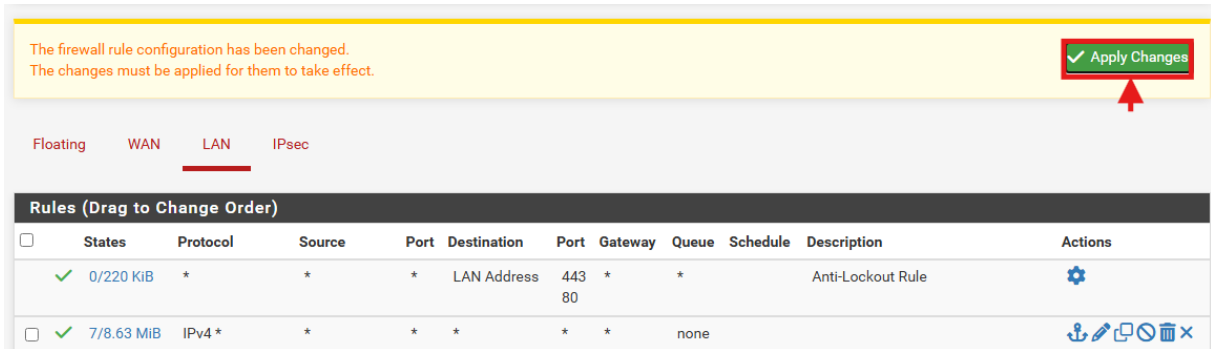 The firewall rule configuration has been changed.
The changes must be applied for them to take effect.
Apply Changes
Floating WAN LAN IPsec
Rules (Drag to Change Order)
States Protocol Source Port Destination Port Gateway Queue Schedule Description Actions
0/220 KiB * * * LAN Address 443 * * Anti-Lockout Rule
80
7/8.63 MiB IPv4 * * * * * * none